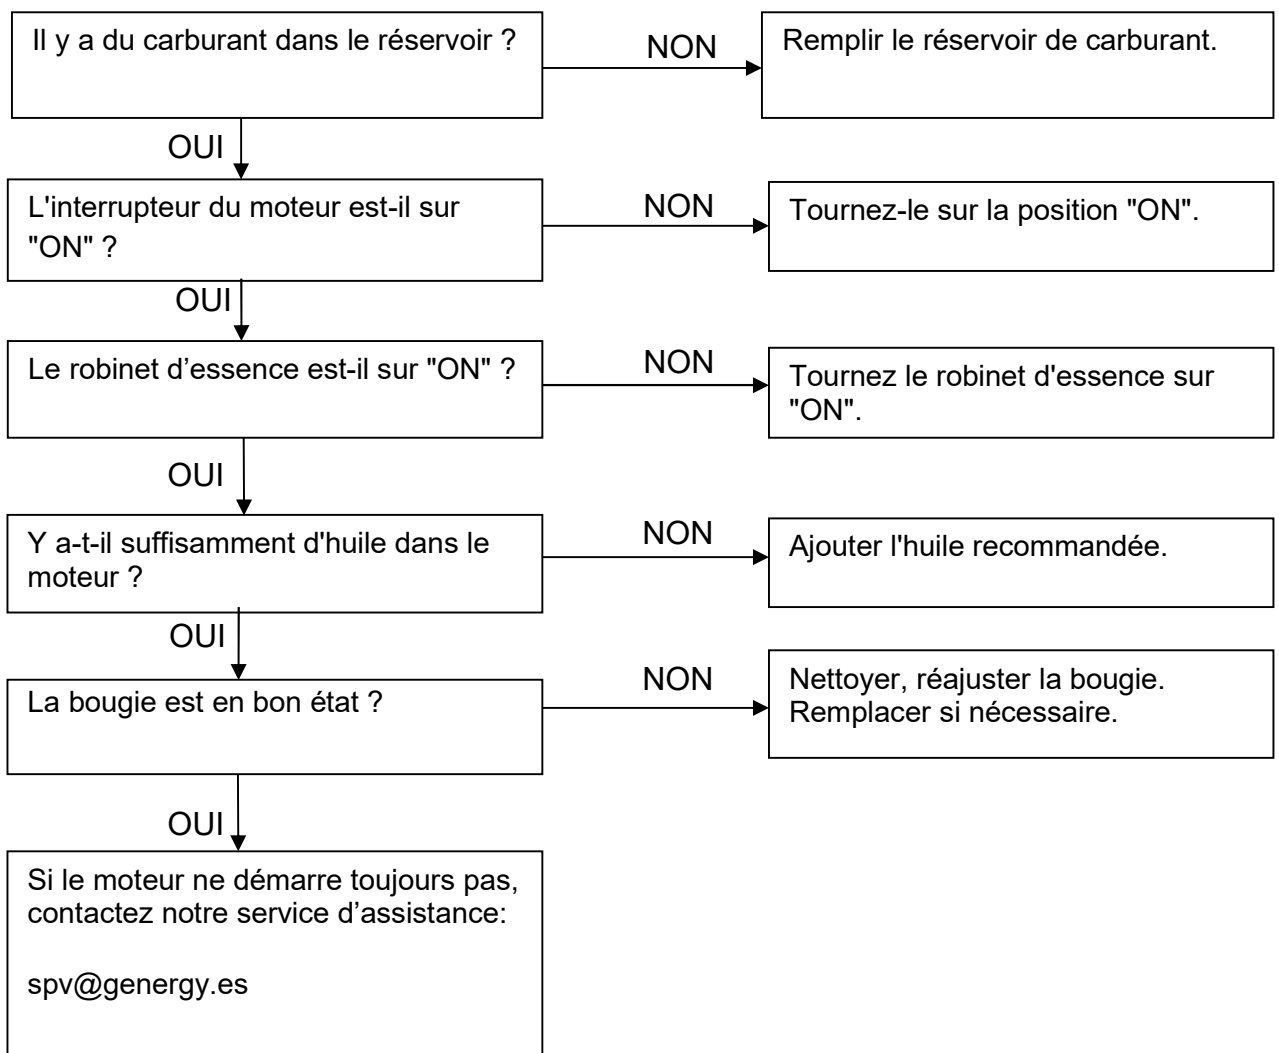 Il y a du carburant dans le réservoir ?
NON
Remplir le réservoir de carburant.
OUI
L'interrupteur du moteur est-il sur
"ON" ?
NON
Tournez-le sur la position "ON".
OUI
Le robinet d’essence est-il sur "ON" ?
NON
Tournez le robinet d'essence sur
"ON".
OUI
Y a-t-il suffisamment d'huile dans le
moteur ?
NON
Ajouter l'huile recommandée.
OUI
La bougie est en bon état ?
NON
Nettoyer, réajuster la bougie.
Remplacer si nécessaire.
OUI
Si le moteur ne démarre toujours pas,
contactez notre service d’assistance:
spv@genergy.es